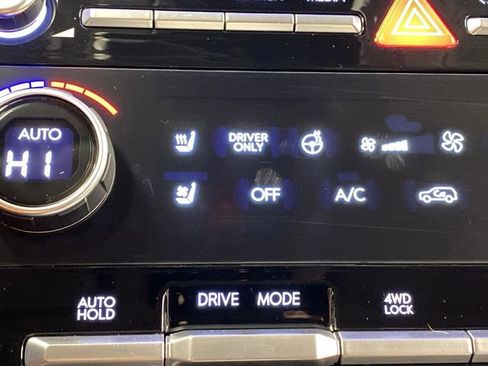 AUTO
HI
DRIVER
ONLY
OFF
A/C
AUTO
HOLD
DRIVE MODE
4WD
LOCK